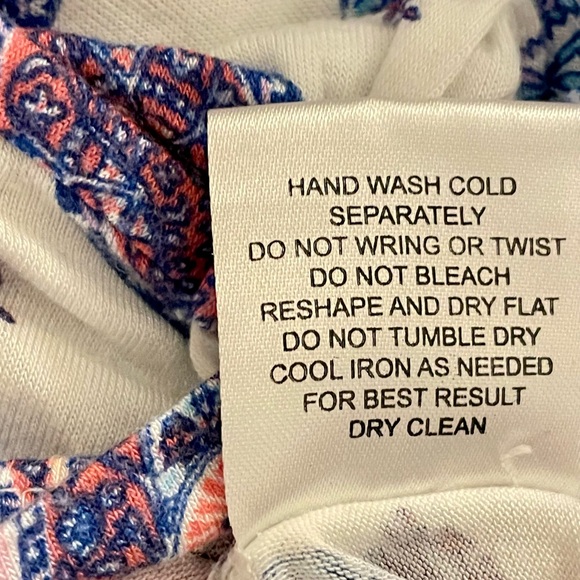 HAND WASH COLD
SEPARATELY
DO NOT WRING OR TWIST
DO NOT BLEACH
RESHAPE AND DRY FLAT
DO NOT TUMBLE DRY
COOL IRON AS NEEDED
FOR BEST RESULT
DRY CLEAN